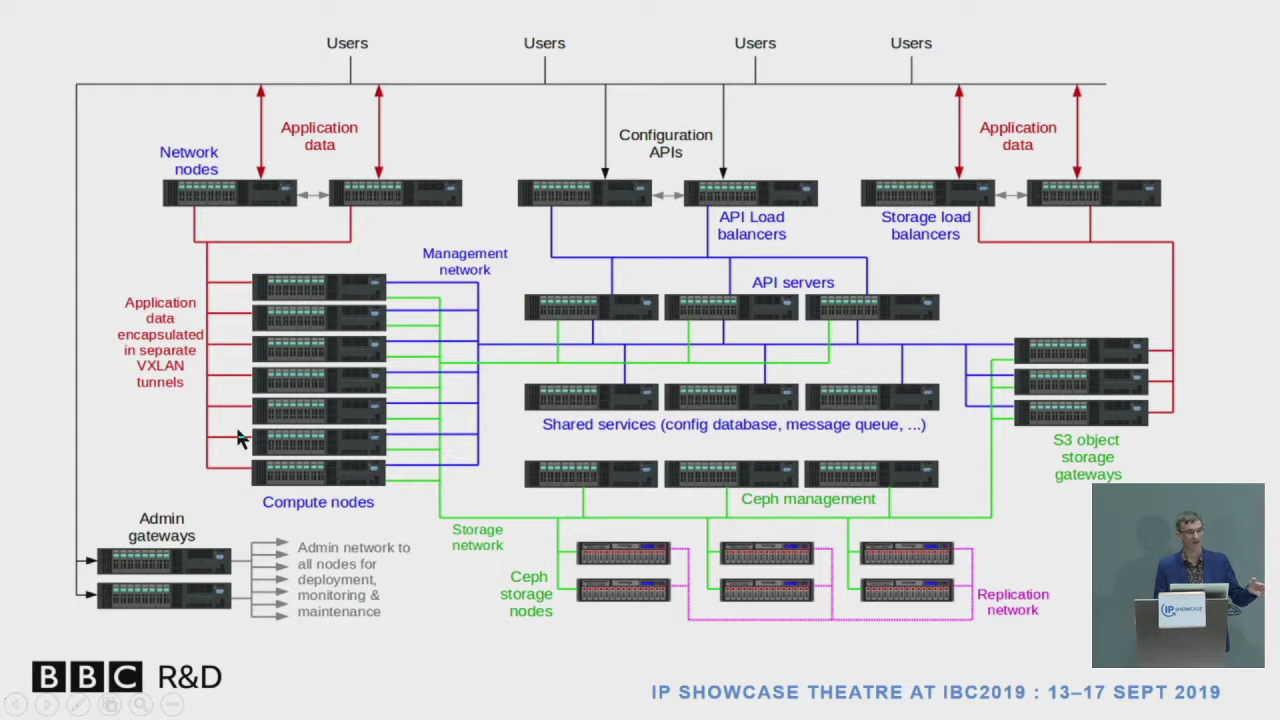 Users
Users
Users
Users
Application
data
Configuration
APIs
Application
data
Network
nodes
API Load
balancers
Storage load
balancers
Management
network
API servers
Application
data
encapsulated
in separate
VXLAN
tunnels
Shared services (config database, message queue, ...)
S3 object
storage
gateways
Compute nodes
Ceph management
Admin
gateways
Storage
network
Admin network to
all nodes for
deployment,
monitoring &
maintenance
Ceph
storage
nodes
Replication
network
IP SHOWCASE
BBC R&D
IP SHOWCASE THEATRE AT IBC2019 : 13–17 SEPT 2019